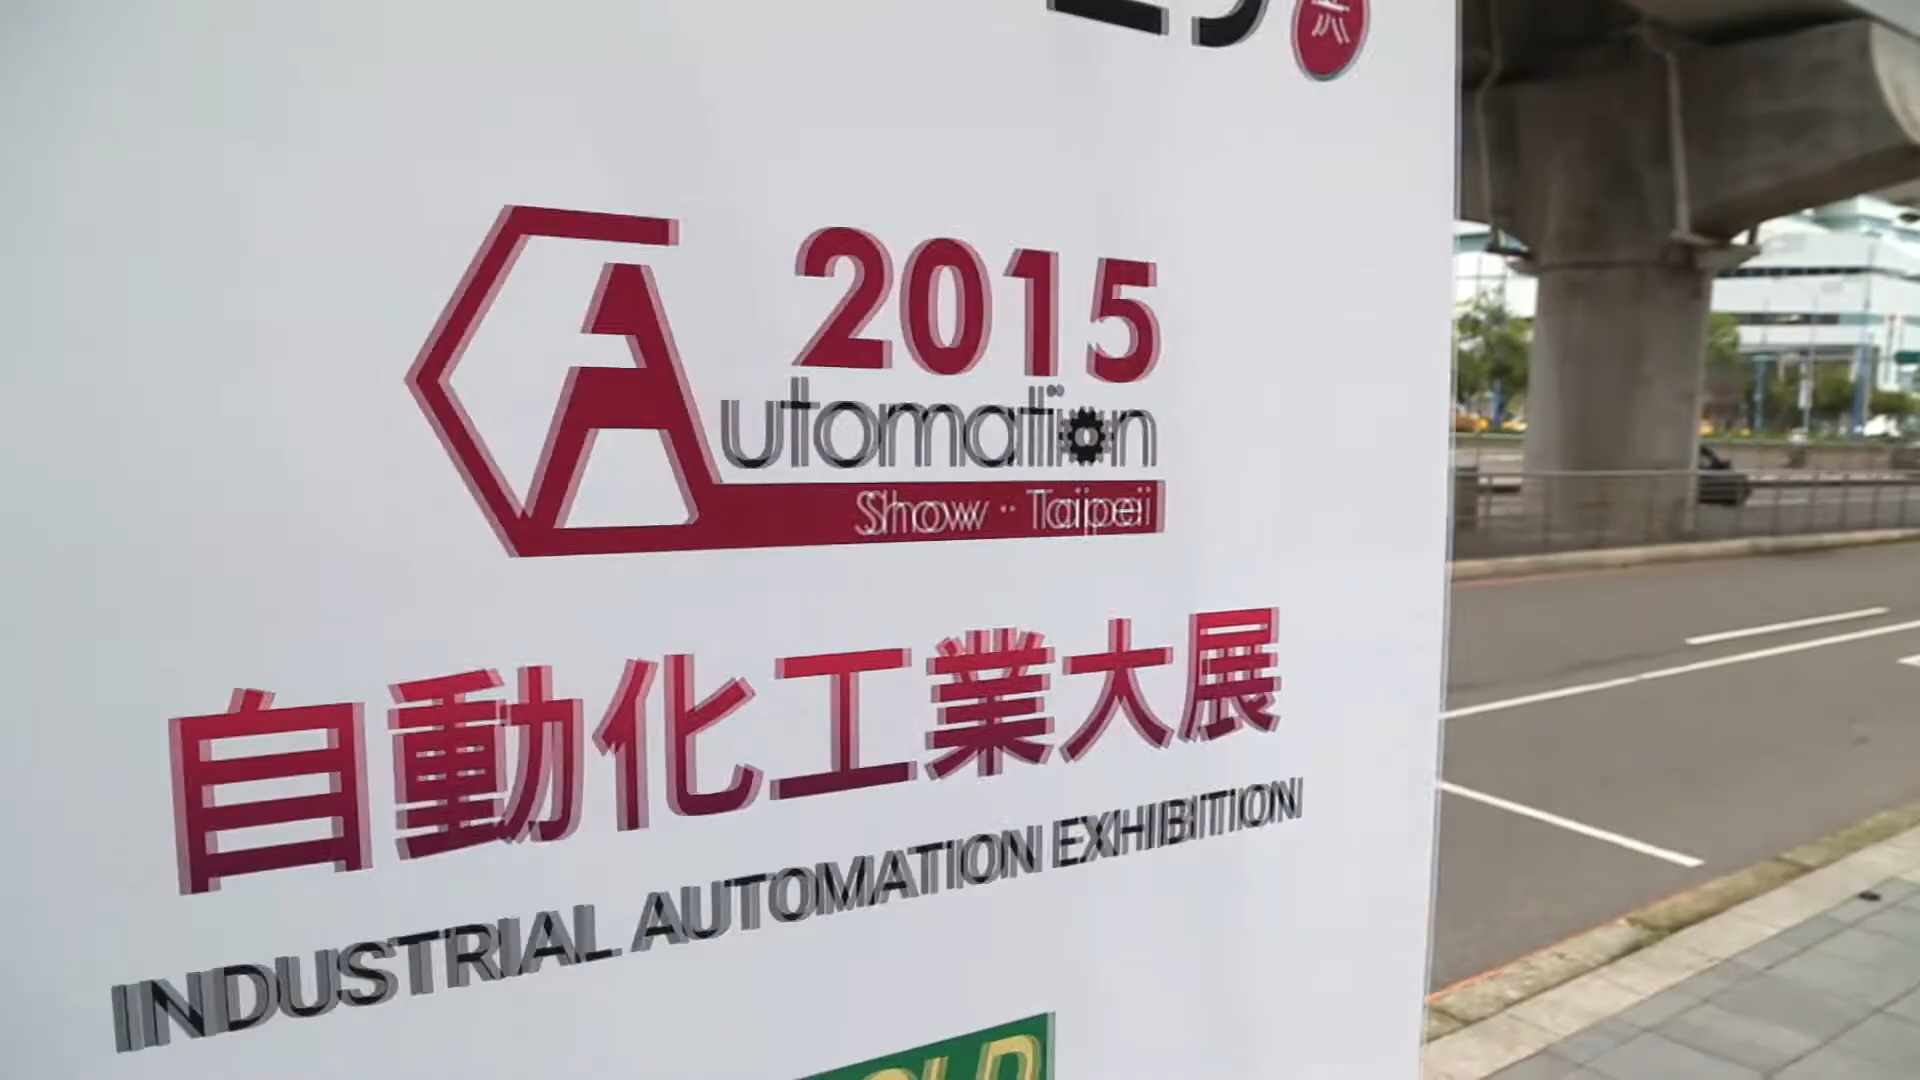 2015
Automation
Show · Taipei
自動化工業大展
INDUSTRIAL AUTOMATION EXHIBITION